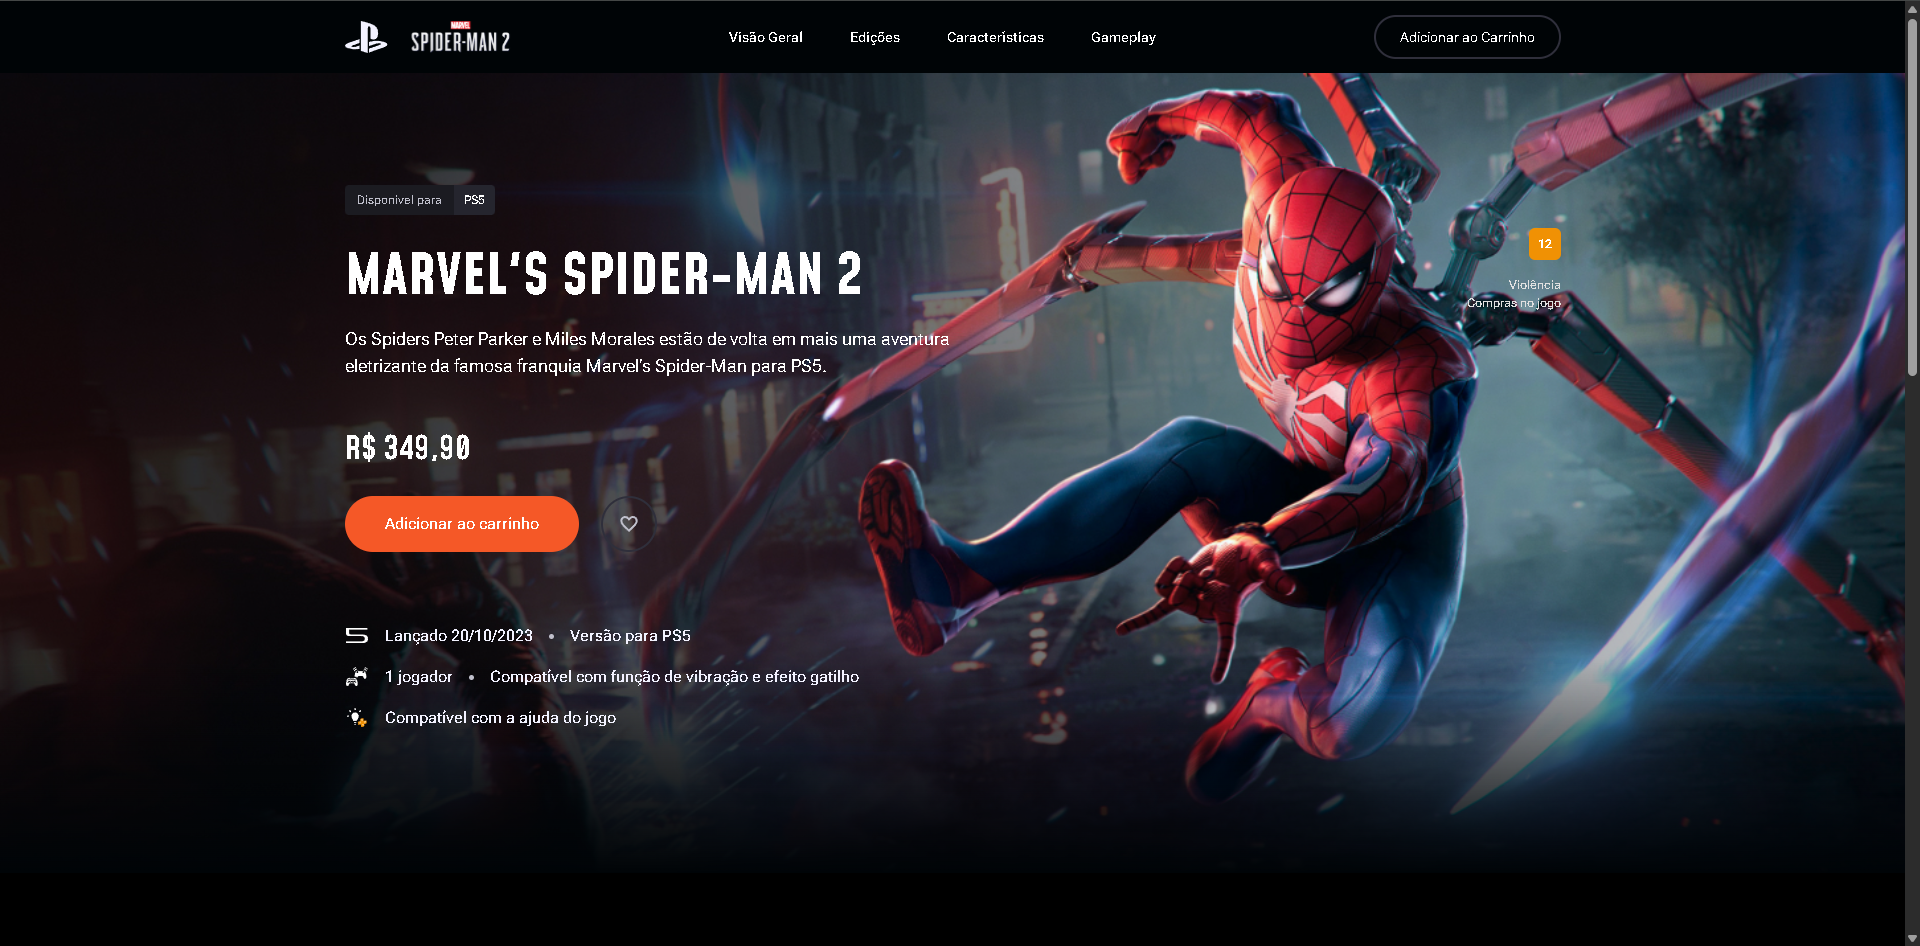 MARVEL
SPIDER-MAN 2
Visão Geral
Edições
Características
Gameplay
Adicionar ao Carrinho
Disponivel para
PS5
MARVEL'S SPIDER-MAN 2
12
Violência
Compras no jogo
Os Spiders Peter Parker e Miles Morales estão de volta em mais uma aventura
eletrizante da famosa franquia Marvel's Spider-Man para PS5.
R$ 349,90
Adicionar ao carrinho
Lançado 20/10/2023 • Versão para PS5
1 jogador • Compatível com função de vibração e efeito gatilho
Compatível com a ajuda do jogo